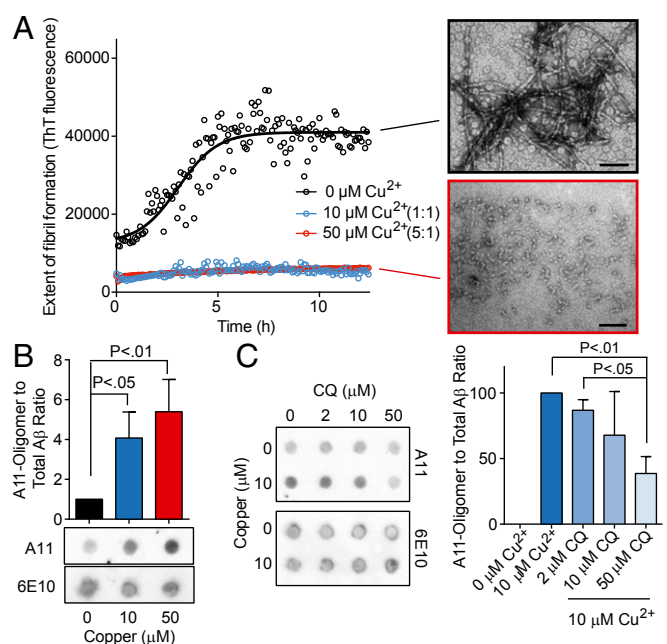 A
Extent of fibril formation (ThT fluorescence)
60000
40000
20000
0
0 µM Cu2+
10 µM Cu2+(1:1)
50 µM Cu2+(5:1)
0
5
10
Time (h)
B
A11-Oligomer to
Total Aβ Ratio
8
6
4
2
0
P<.01
P<.05
A11
6E10
0 10 50
Copper (µM)
C
CQ
(µM)
0 2 10 50
Copper (µM)
0
10
A11
0
10
6E10
A11-Oligomer to Total Aβ Ratio
100
50
0
P<.01
P<.05
0 µM Cu2+
10 µM Cu2+
2 µM CQ
10 µM CQ
50 µM CQ
10 µM Cu2+